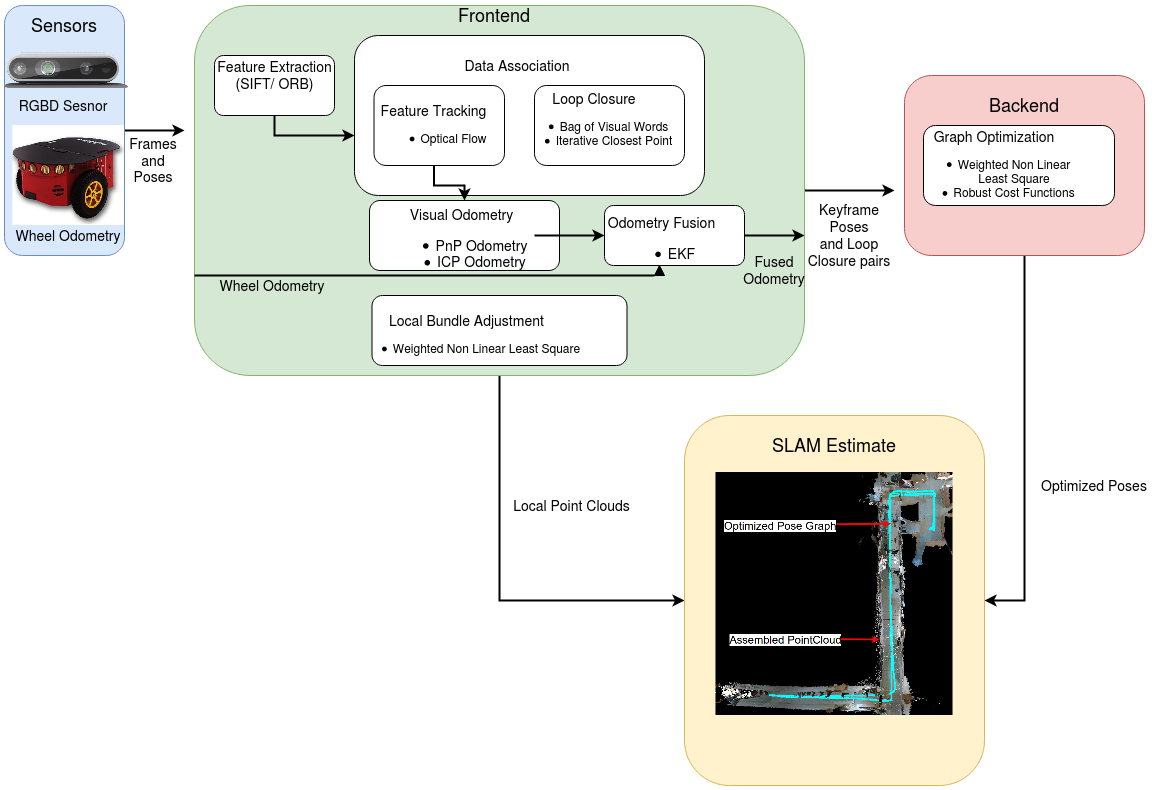 Sensors
RGBD Sesnor
Wheel Odometry
Frames
and
Poses
Frontend
Feature Extraction
(SIFT/ ORB)
Data Association
Feature Tracking
• Optical Flow
Loop Closure
• Bag of Visual Words
• Iterative Closest Point
Visual Odometry
• PnP Odometry
• ICP Odometry
Odometry Fusion
• EKF
Wheel Odometry
Fused
Odometry
Local Bundle Adjustment
• Weighted Non Linear Least Square
Keyframe
Poses
and Loop
Closure pairs
Backend
Graph Optimization
• Weighted Non Linear
Least Square
• Robust Cost Functions
Local Point Clouds
Optimized Poses
SLAM Estimate
Optimized Pose Graph
Assembled PointCloud